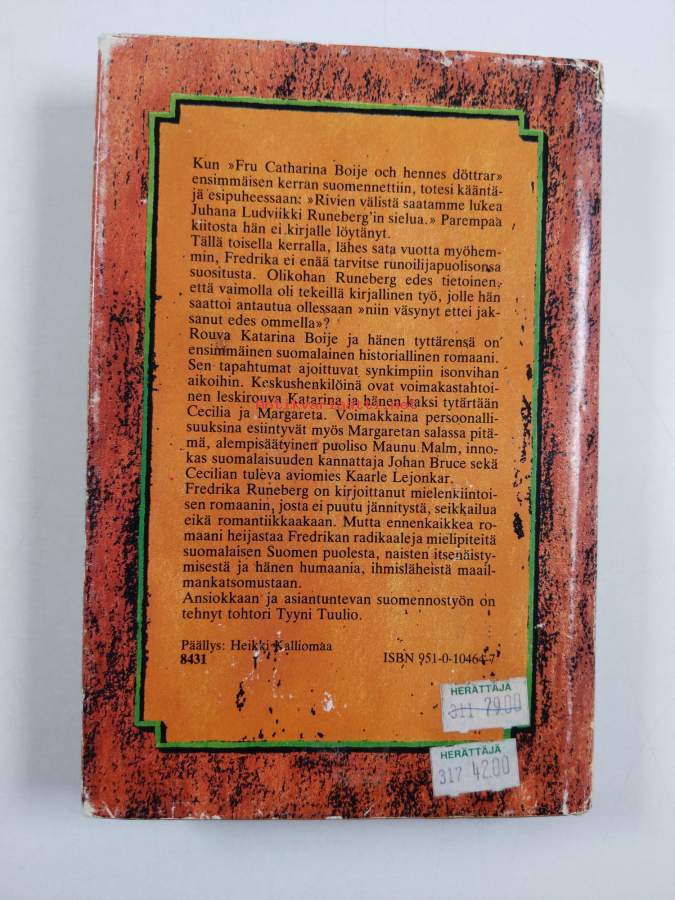 Kun »Fru Catharina Boije och hennes döttrar»
ensimmäisen kerran suomennettiin, totesi kääntä-
jä esipuheessaan: »Rivien välistä saatamme lukea
Juhana Ludviikki Runeberg'in sielua.» Parempaa
kiitosta hän ei kirjalle löytänyt.
Tällä toisella kerralla, lähes sata vuotta myöhem-
min, Fredrika ei enää tarvitse runoilijapuolisonsa
suositusta. Olikohan Runeberg edes tietoinen,
että vaimolla oli tekeillä kirjallinen työ, jolle hän
saattoi antautua ollessaan »niin väsynyt ettei jak-
sanut edes ommella»?
Rouva Katarina Boije ja hänen tyttärensä on
ensimmäinen suomalainen historiallinen romaani.
Sen tapahtumat ajoittuvat synkimpiin isonvihan
aikoihin. Keskushenkilöinä ovat voimakastahtoi-
nen leskirouva Katarina ja hänen kaksi tytärtään
Cecilia ja Margareta. Voimakkaina persoonalli-
suuksina esiintyvät myös Margaretan salassa pitä-
mä, alempisäätyinen puoliso Maunu Malm, inno-
kas suomalaisuuden kannattaja Johan Bruce sekä
Cecilian tuleva aviomies Kaarle Lejonkar.
Fredrika Runeberg on kirjoittanut mielenkiintoi-
sen romaanin, josta ei puutu jännitystä, seikkailua
eikä romantiikkaakaan. Mutta ennenkaikkea ro-
maani heijastaa Fredrikan radikaaleja mielipiteitä
suomalaisen Suomen puolesta, naisten itsenäisty-
misestä ja hänen humaania, ihmisläheistä maail-
mankatsomustaan.
Ansiokkaan ja asiantuntevan suomennostyön on
tehnyt tohtori Tyyni Tuulio.
Päällys: Heikki Kalliomaa
8431 ISBN 951-0-10464-7
HERÄTTÄJÄ
311 7900
HERÄTTÄJÄ
317 4200